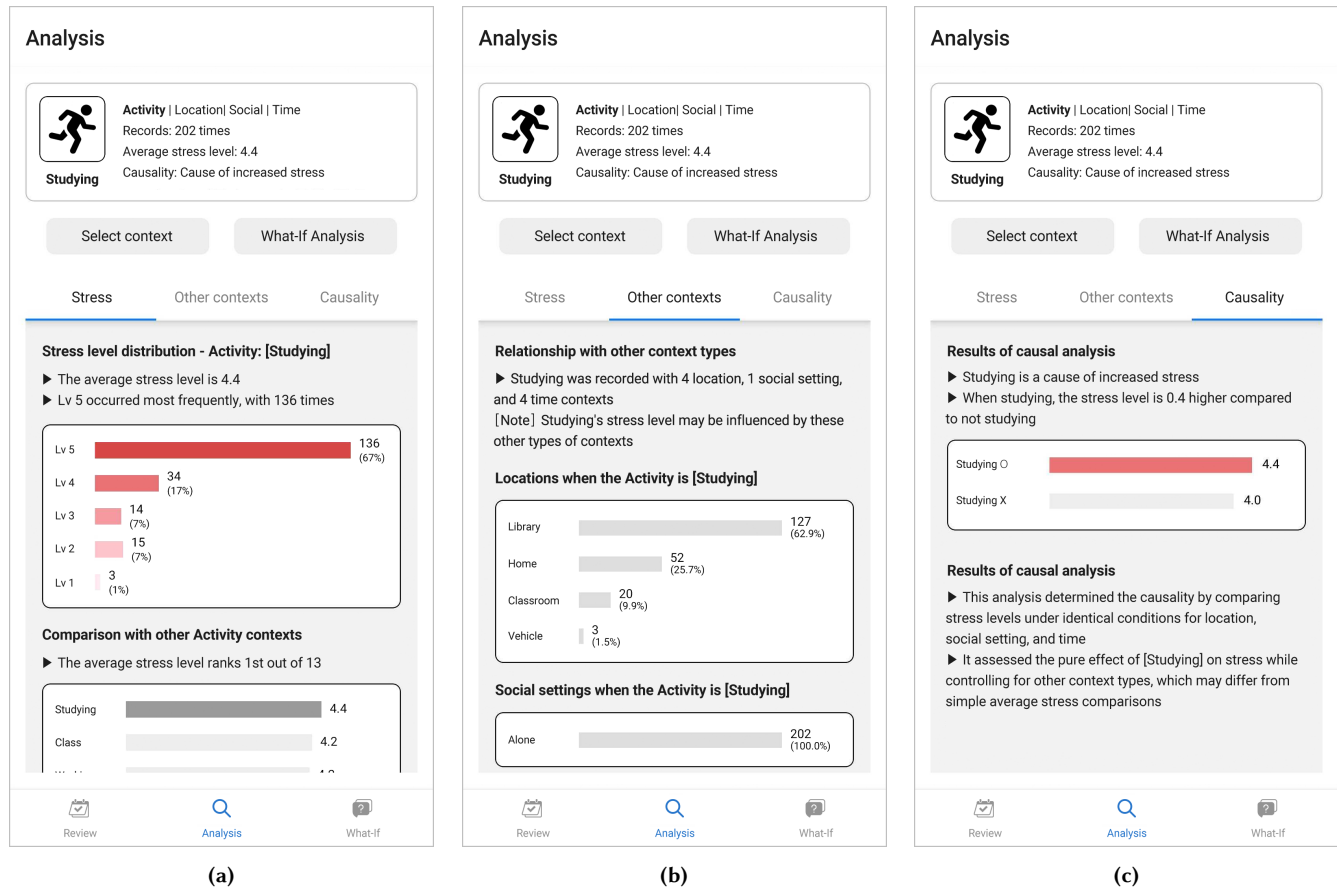 Analysis
Activity | Location| Social | Time
Records: 202 times
Average stress level: 4.4
Causality: Cause of increased stress
Studying
Select context
What-If Analysis
Stress
Other contexts
Causality
Stress level distribution - Activity: [Studying]
▶ The average stress level is 4.4
▶ Lv 5 occurred most frequently, with 136 times
Lv 5
136
(67%)
Lv 4
34
(17%)
Lv 3
14
(7%)
Lv 2
15
(7%)
Lv 1
3
(1%)
Comparison with other Activity contexts
▶ The average stress level ranks 1st out of 13
Studying
4.4
Class
4.2
Review
Analysis
What-If
(a)
Analysis
Activity | Location| Social | Time
Records: 202 times
Average stress level: 4.4
Causality: Cause of increased stress
Studying
Select context
What-If Analysis
Stress
Other contexts
Causality
Relationship with other context types
▶ Studying was recorded with 4 location, 1 social setting,
and 4 time contexts
[Note] Studying's stress level may be influenced by these
other types of contexts
Locations when the Activity is [Studying]
Library
127
(62.9%)
Home
52
(25.7%)
Classroom
20
(9.9%)
Vehicle
3
(1.5%)
Social settings when the Activity is [Studying]
Alone
202
(100.0%)
Review
Analysis
What-If
(b)
Analysis
Activity | Location| Social | Time
Records: 202 times
Average stress level: 4.4
Causality: Cause of increased stress
Studying
Select context
What-If Analysis
Stress
Other contexts
Causality
Results of causal analysis
▶ Studying is a cause of increased stress
▶ When studying, the stress level is 0.4 higher compared
to not studying
Studying O
4.4
Studying X
4.0
Results of causal analysis
▶ This analysis determined the causality by comparing
stress levels under identical conditions for location,
social setting, and time
▶ It assessed the pure effect of [Studying] on stress while
controlling for other context types, which may differ from
simple average stress comparisons
Review
Analysis
What-If
(c)